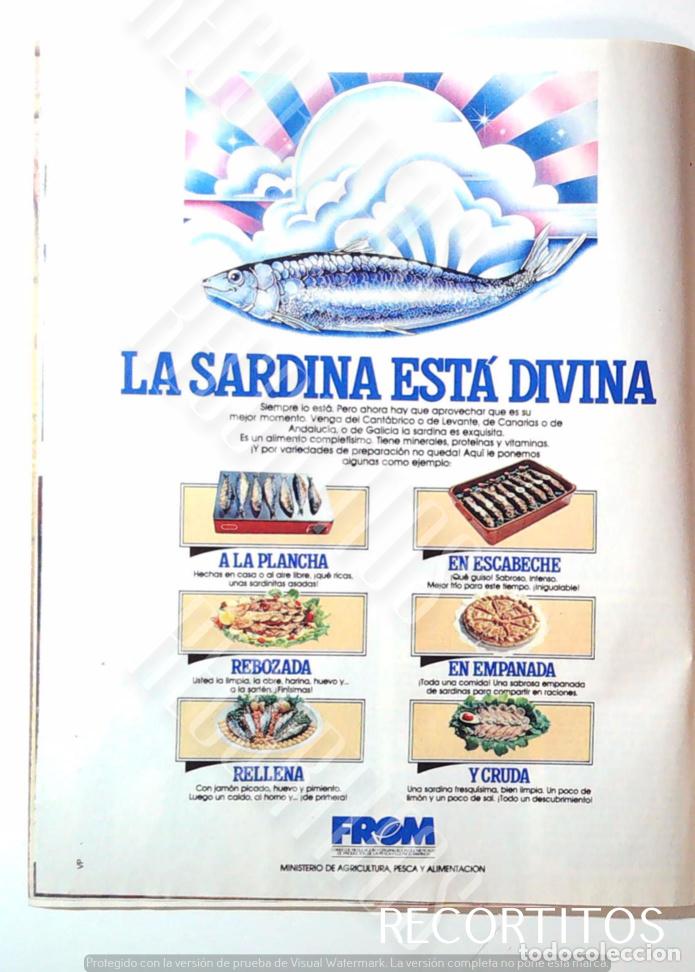 LA SARDINA ESTÁ DIVINA
Siempre lo está. Pero ahora hay que aprovechar que es su
mejor momento. Venga del Cantábrico o de Levante, de Canarias o de
Andalucía, o de Galicia la sardina es exquisita.
Es un alimento completísimo. Tiene minerales, proteínas y vitaminas.
¡Y por variedades de preparación no queda! Aquí le ponemos
algunas como ejemplo:
A LA PLANCHA
Hechas en casa o al aire libre, ¡qué ricas,
unas sardinitas asadas!
EN ESCABECHE
¡Qué guiso! Sabroso, intenso.
Mejor frío para este tiempo. ¡Inigualable!
REBOZADA
Usted la limpia, la abre, harina, huevo y...
a la sartén. ¡Finísimas!
EN EMPANADA
¡Toda una comida! Una sabrosa empanada
de sardinas para compartir en raciones.
RELLENA
Con jamón picado, huevo y pimiento.
Luego un caldo, al horno y... ¡de primera!
Y CRUDA
Una sardina fresquísima, bien limpia. Un poco de
limón y un poco de sal. ¡Todo un descubrimiento!
FROM
MINISTERIO DE AGRICULTURA, PESCA Y ALIMENTACION
VP
RECORTITOS
todocoleccion
Protegido con la versión de prueba de Visual Watermark. La versión completa no pone esta marca.